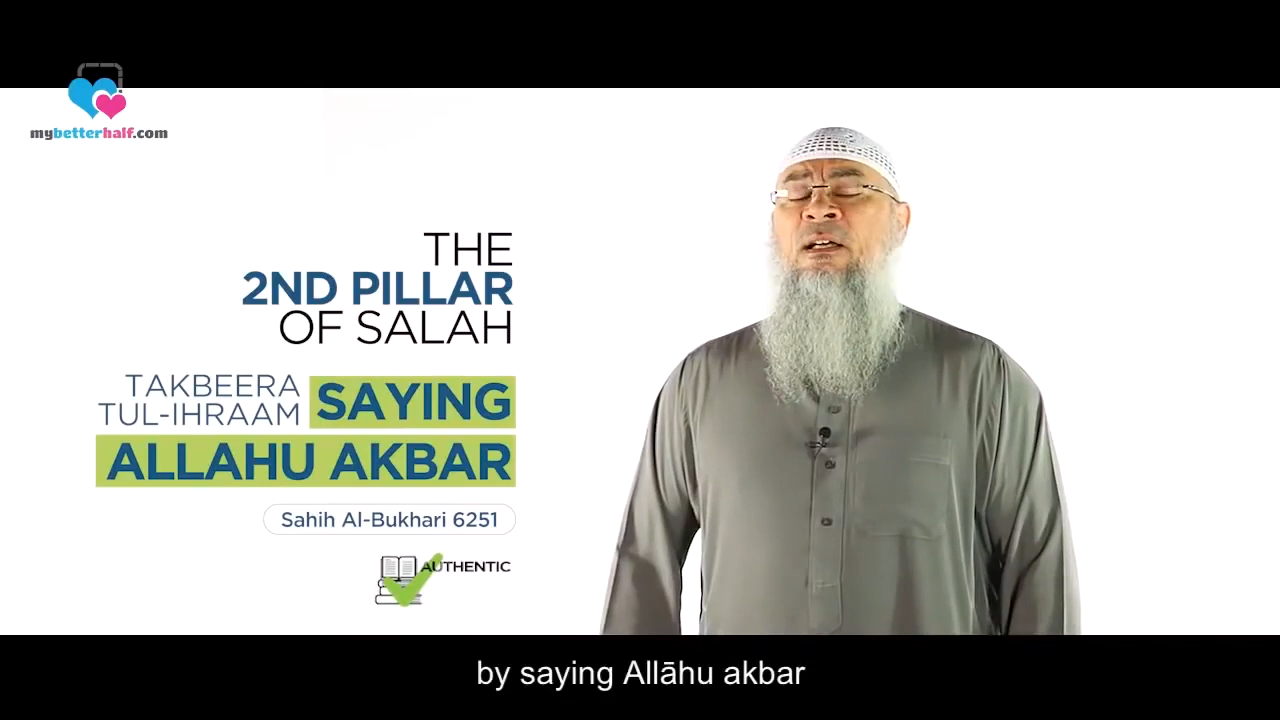 mybetterhalf.com
THE
2ND PILLAR
OF SALAH
TAKBEERA
TUL-IHRAAM
SAYING
ALLAHU AKBAR
Sahih Al-Bukhari 6251
AUTHENTIC
by saying Allāhu akbar